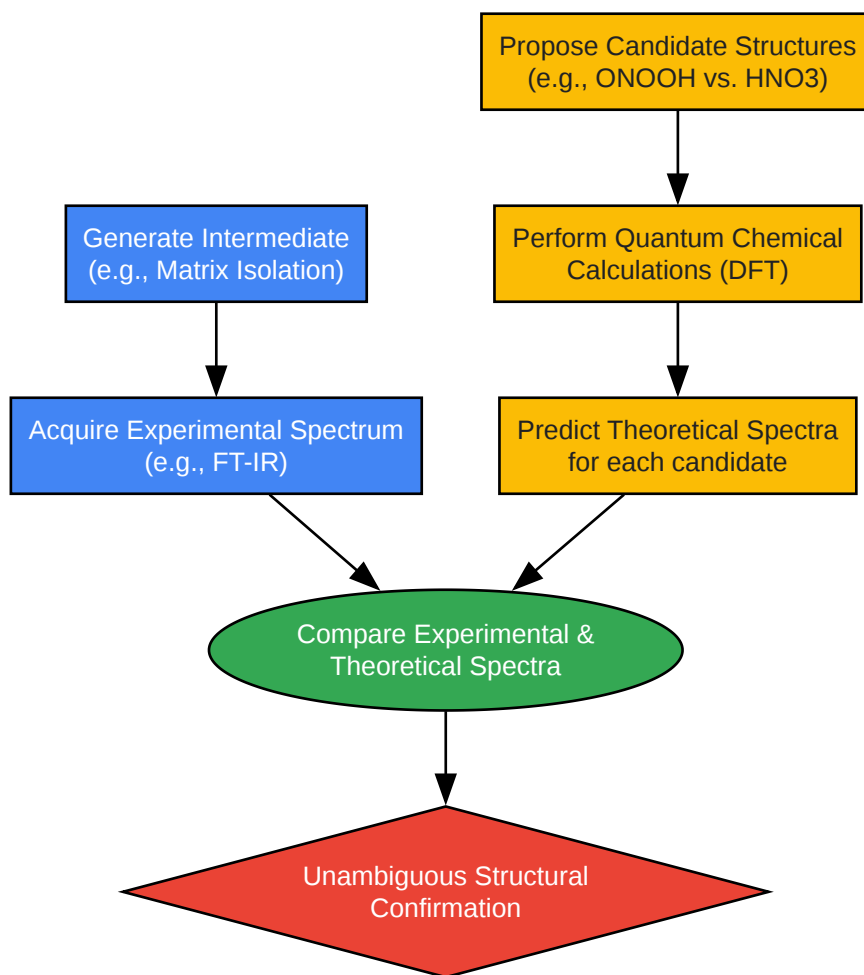 Propose Candidate Structures
(e.g., ONOOH vs. HNO3)
Generate Intermediate
(e.g., Matrix Isolation)
Perform Quantum Chemical
Calculations (DFT)
Acquire Experimental Spectrum
(e.g., FT-IR)
Predict Theoretical Spectra
for each candidate
Compare Experimental &
Theoretical Spectra
Unambiguous Structural
Confirmation